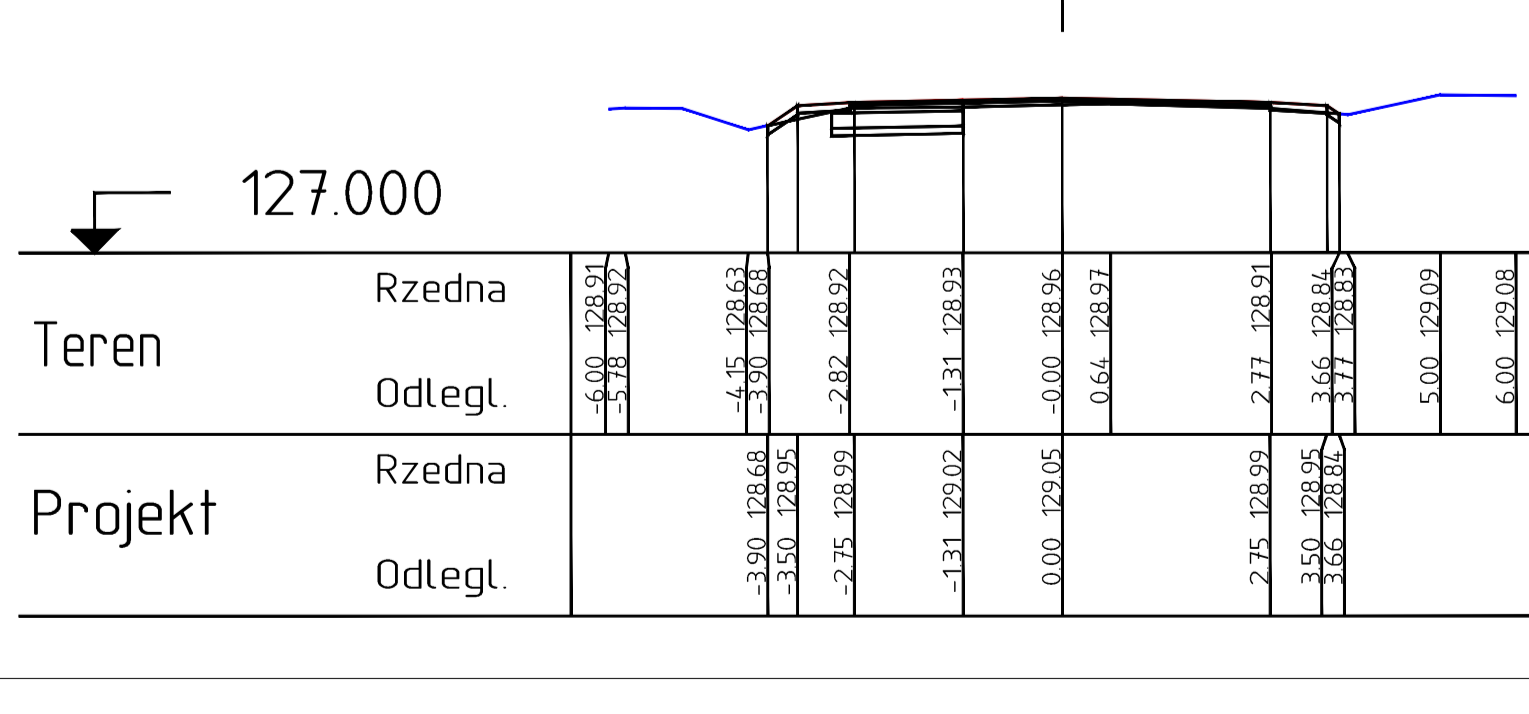 127.000
Teren
Rzedna
128.91 128.92 128.63 128.68 128.92 128.93 128.96 128.97 128.91 128.84 128.83 129.09 129.08
Odlegl.
-6.00 -5.78 -4.15 -3.90 -2.82 -1.31 -0.00 0.64 2.77 3.66 3.77 5.00 6.00
Projekt
Rzedna
128.68 128.95 128.99 129.02 129.05 128.99 128.95 128.84
Odlegl.
-3.90 -3.50 -2.75 -1.31 0.00 2.75 3.50 3.66